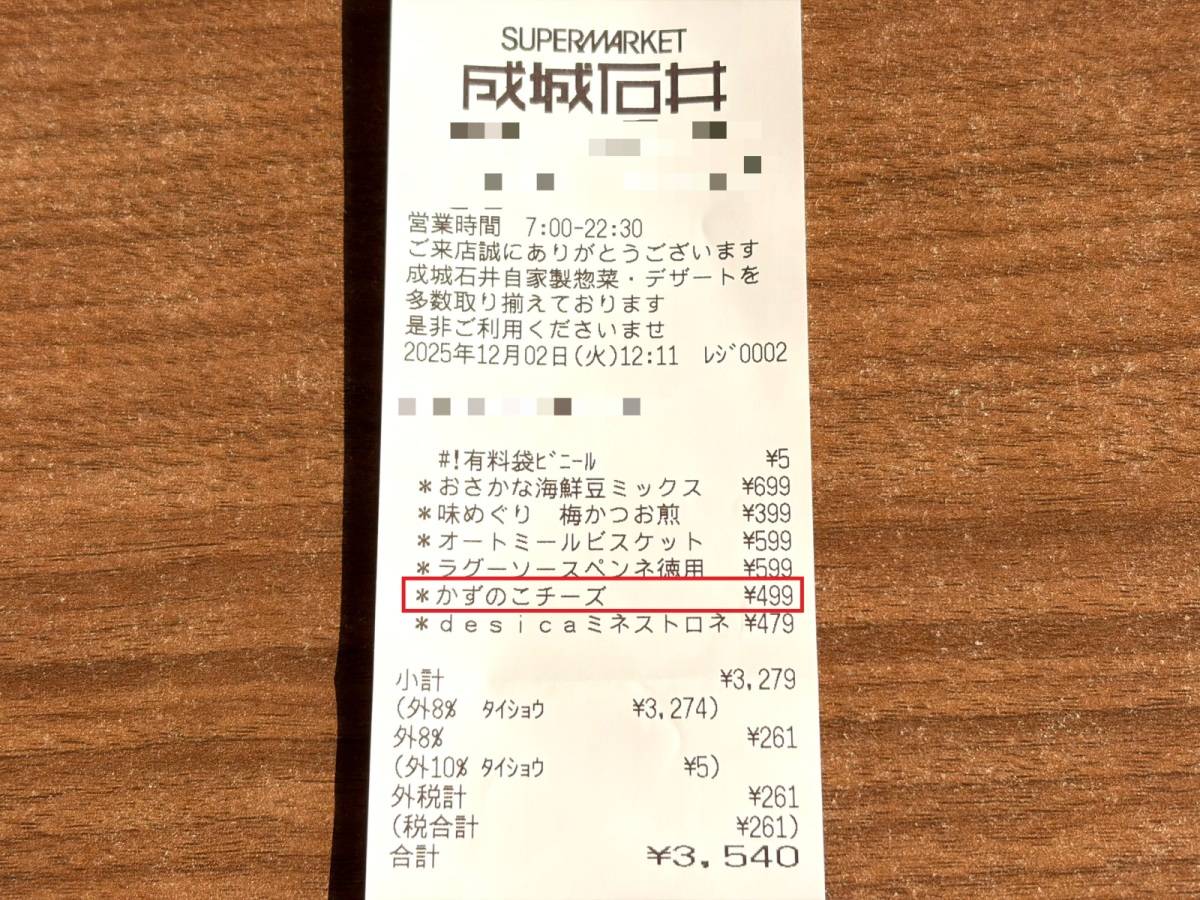 SUPERMARKET
成城石井
営業時間 7:00-22:30
ご来店誠にありがとうございます
成城石井自家製惣菜・デザートを
多数取り揃えております
是非ご利用くださいませ
2025年12月02日(火)12:11 ﾚｼﾞ0002
#!有料袋ﾋﾞﾆｰﾙ ¥5
*おさかな海鮮豆ミックス ¥699
*味めぐり 梅かつお煎 ¥399
*オートミールビスケット ¥599
*ラグーソースペンネ徳用 ¥599
*かずのこチーズ ¥499
*ｄｅｓｉｃａミネストロネ ¥479
小計 ¥3,279
(外8% ﾀｲｼｮｳ ¥3,274)
外8% ¥261
(外10% ﾀｲｼｮｳ ¥5)
外税計 ¥261
(税合計 ¥261)
合計 ¥3,540